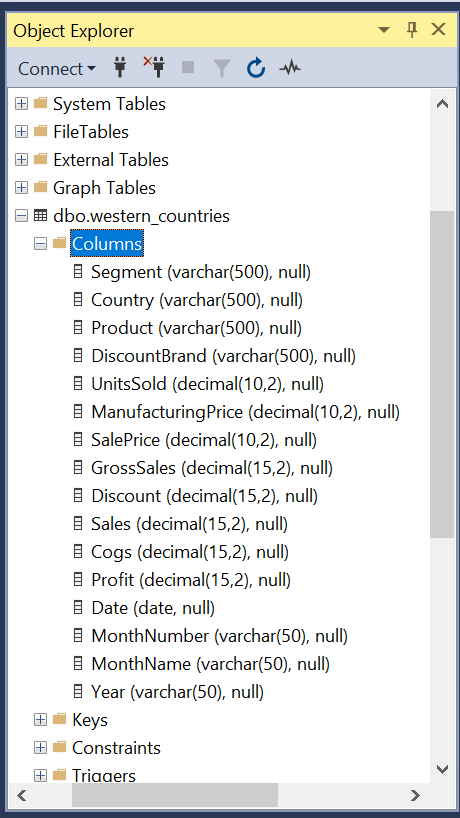 Object Explorer
Connect
System Tables
FileTables
External Tables
Graph Tables
dbo.western_countries
Columns
Segment (varchar(500), null)
Country (varchar(500), null)
Product (varchar(500), null)
DiscountBrand (varchar(500), null)
UnitsSold (decimal(10,2), null)
ManufacturingPrice (decimal(10,2), null)
SalePrice (decimal(10,2), null)
GrossSales (decimal(15,2), null)
Discount (decimal(15,2), null)
Sales (decimal(15,2), null)
Cogs (decimal(15,2), null)
Profit (decimal(15,2), null)
Date (date, null)
MonthNumber (varchar(50), null)
MonthName (varchar(50), null)
Year (varchar(50), null)
Keys
Constraints
Triggers